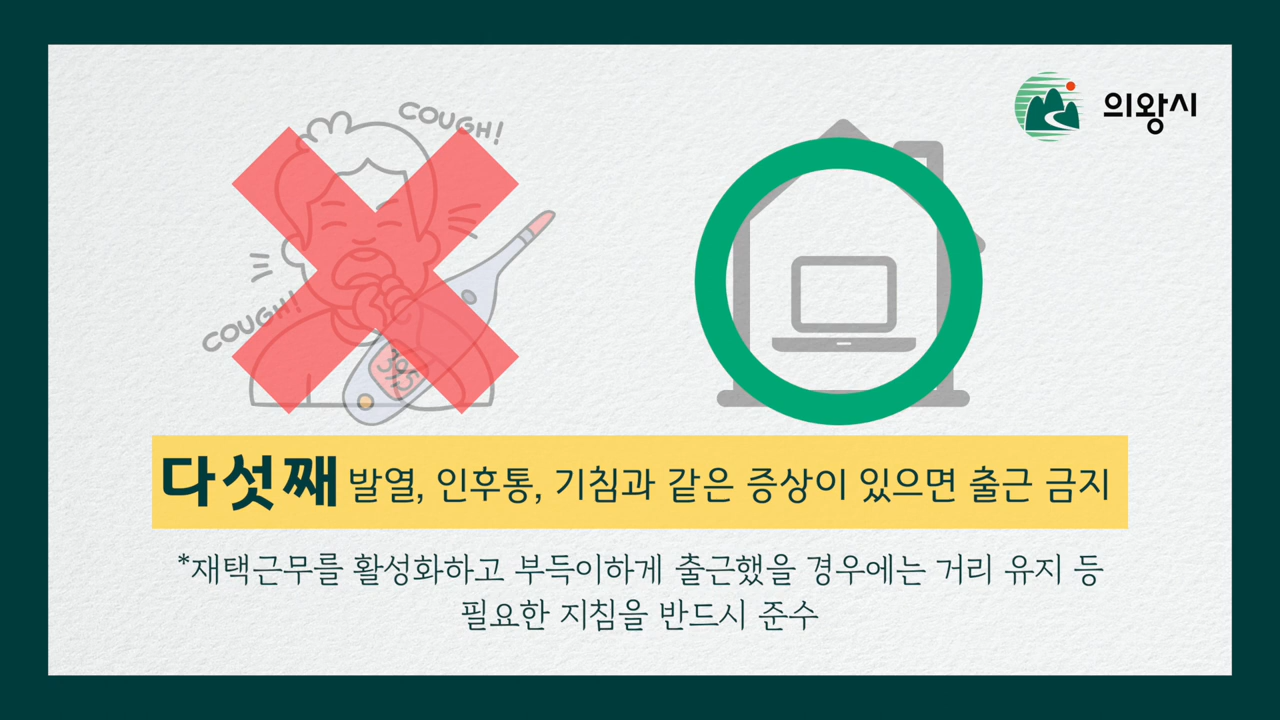 COUGH!
의왕시
COUGH!
39.5
다섯째 발열, 인후통, 기침과 같은 증상이 있으면 출근 금지
*재택근무를 활성화하고 부득이하게 출근했을 경우에는 거리 유지 등
필요한 지침을 반드시 준수